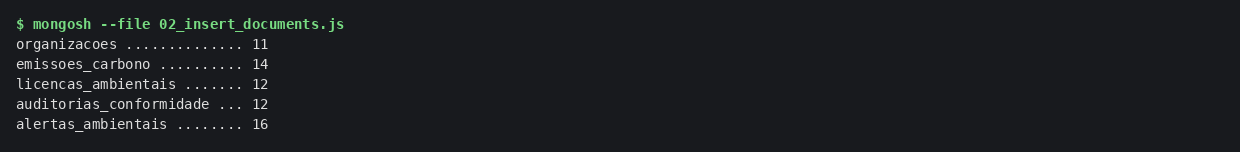 $ mongosh --file 02_insert_documents.js
organizacoes .............. 11
emissoes_carbono .......... 14
licencas_ambientais ....... 12
auditorias_conformidade ... 12
alertas_ambientais ........ 16